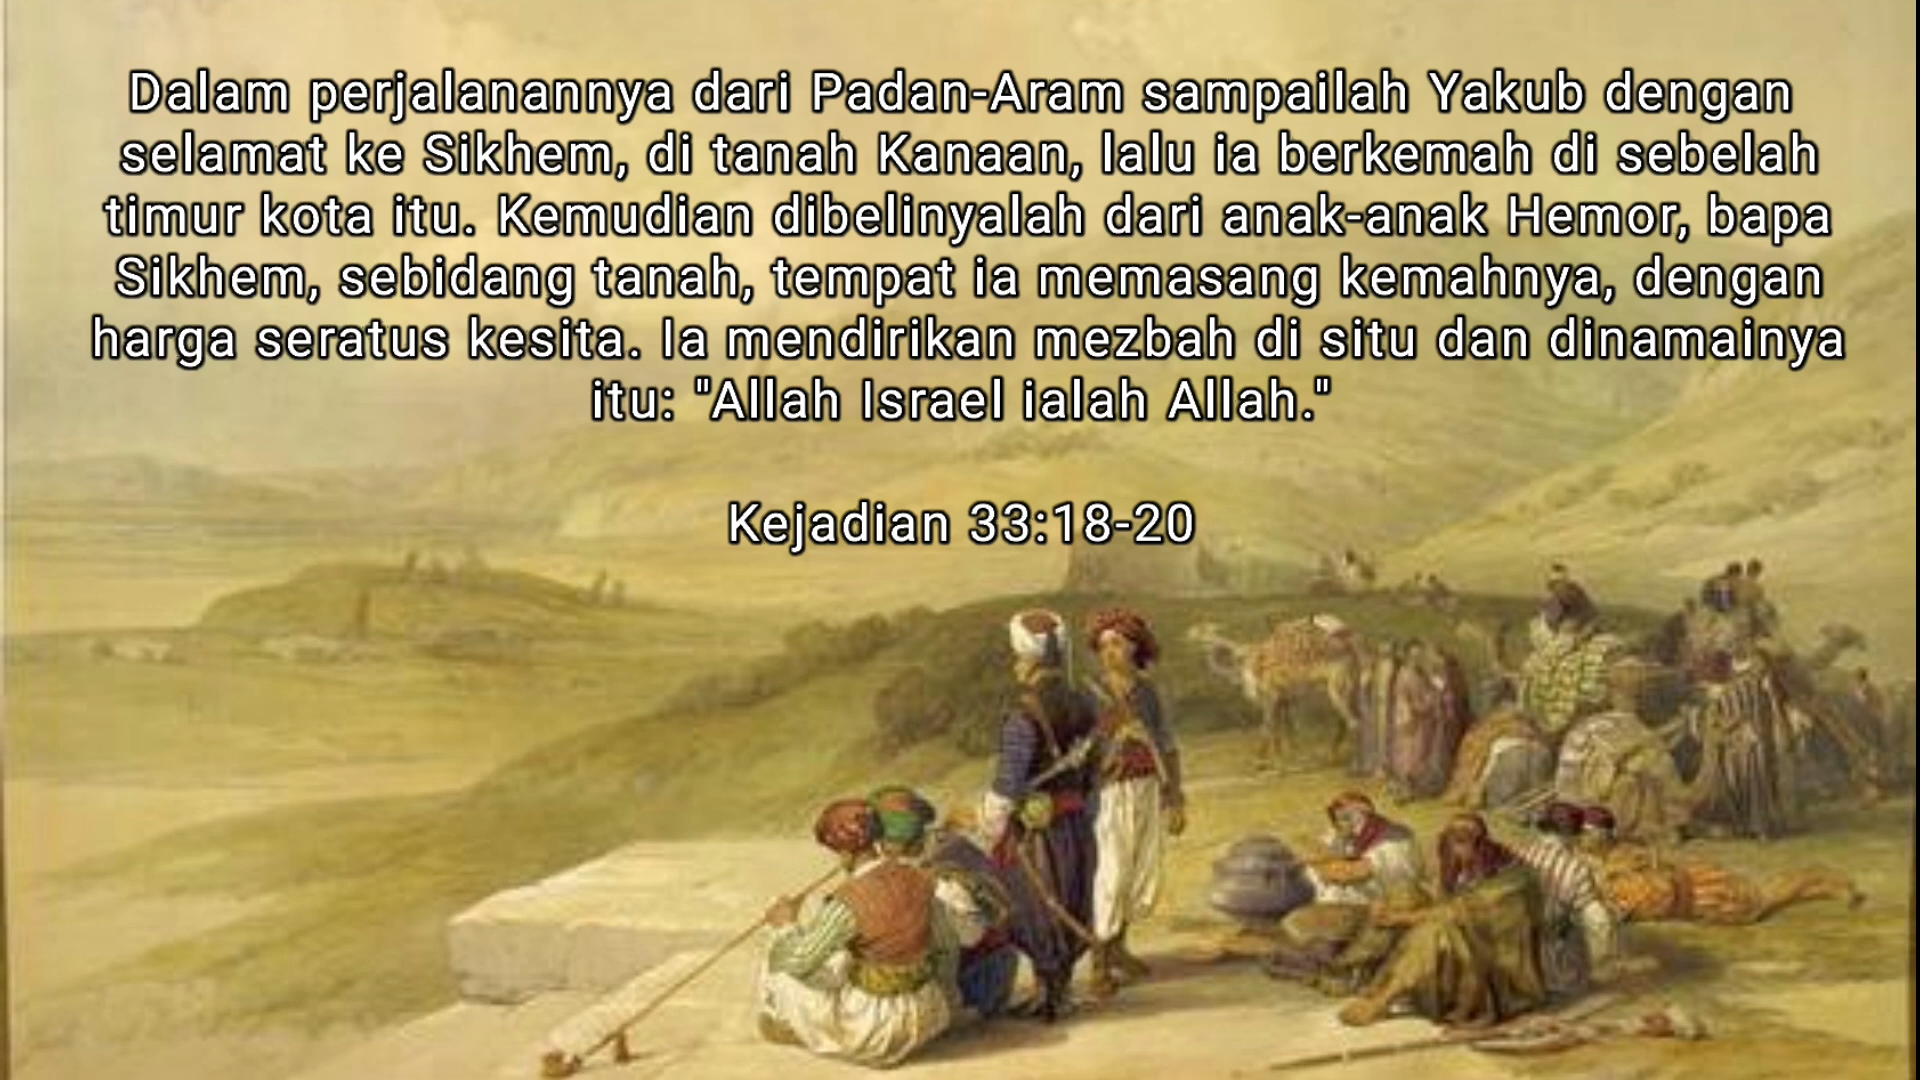 Dalam perjalanannya dari Padan-Aram sampailah Yakub dengan
selamat ke Sikhem, di tanah Kanaan, lalu ia berkemah di sebelah
timur kota itu. Kemudian dibelinyalah dari anak-anak Hemor, bapa
Sikhem, sebidang tanah, tempat ia memasang kemahnya, dengan
harga seratus kesita. Ia mendirikan mezbah di situ dan dinamainya
itu: "Allah Israel ialah Allah."
Kejadian 33:18-20